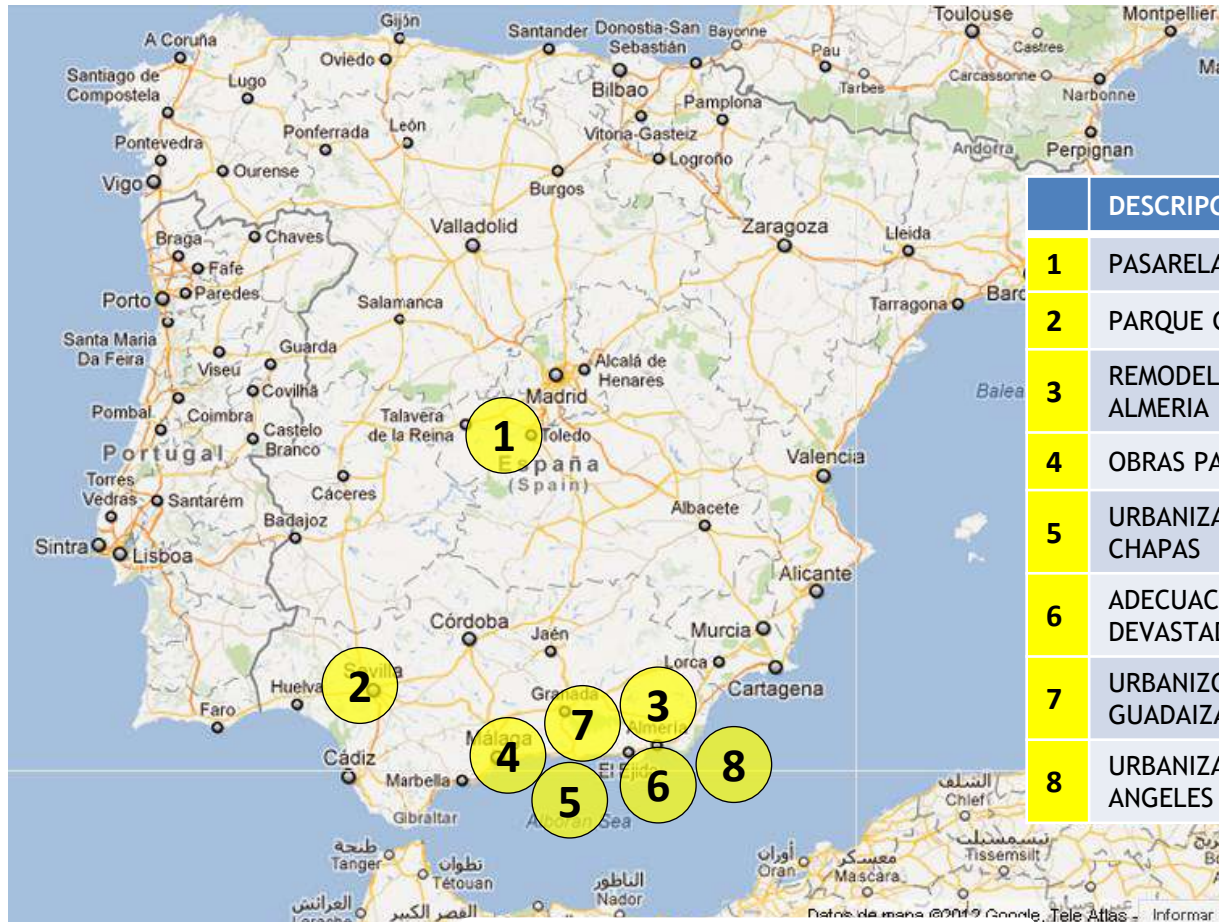 Gijón
Santander
Donostia-San
Sebastián
Bayonne
Toulouse
Montpellier
A Coruña
Oviedo
Pau
Castres
Santiago de
Compostela
Lugo
Bilbao
Tarbes
Carcassonne
Narbonne
Pamplona
Pontevedra
Ponferrada
León
Vitoria-Gasteiz
Logroño
Andorra
Perpignan
Vigo
Ourense
Burgos
Braga
Chaves
Valladolid
Zaragoza
Lleida
Fafe
Porto
Paredes
Salamanca
Tarragona
Barc
Santa Maria
Da Feira
Viseu
Guarda
Alcalá de
Henares
Madrid
Covilhã
Pombal
Coimbra
Castelo
Branco
Talavera
de la Reina
1
Toledo
Balea
Portugal
España
(Spain)
Valencia
Torres
Vedras
Santarém
Cáceres
Albacete
Badajoz
Sintra
Lisboa
Alicante
Córdoba
Jaén
Murcia
Lorca
Cartagena
Huelva
Sevilla
2
Granada
3
Faro
7
Almería
Málaga
4
Cádiz
Marbella
El Ejido
8
5
6
Gibraltar
Alboran Sea
الشلف
Chlef
طنجة
Tanger
تطوان
Tétouan
وهران
Oran
معسكر
Mascara
تيسمسيلت
Tissemsilt
الناظور
Nador
العرائش
Larache
القصر الكبير
Datos de mapa ©2012 Google, Tele Atlas -
Informar
DESCRIPC
1 PASARELA
2 PARQUE
3 REMODEL
ALMERIA
4 OBRAS PA
5 URBANIZA
CHAPAS
6 ADECUAC
DEVASTA
7 URBANIZ
GUADAIZA
8 URBANIZA
ANGELES